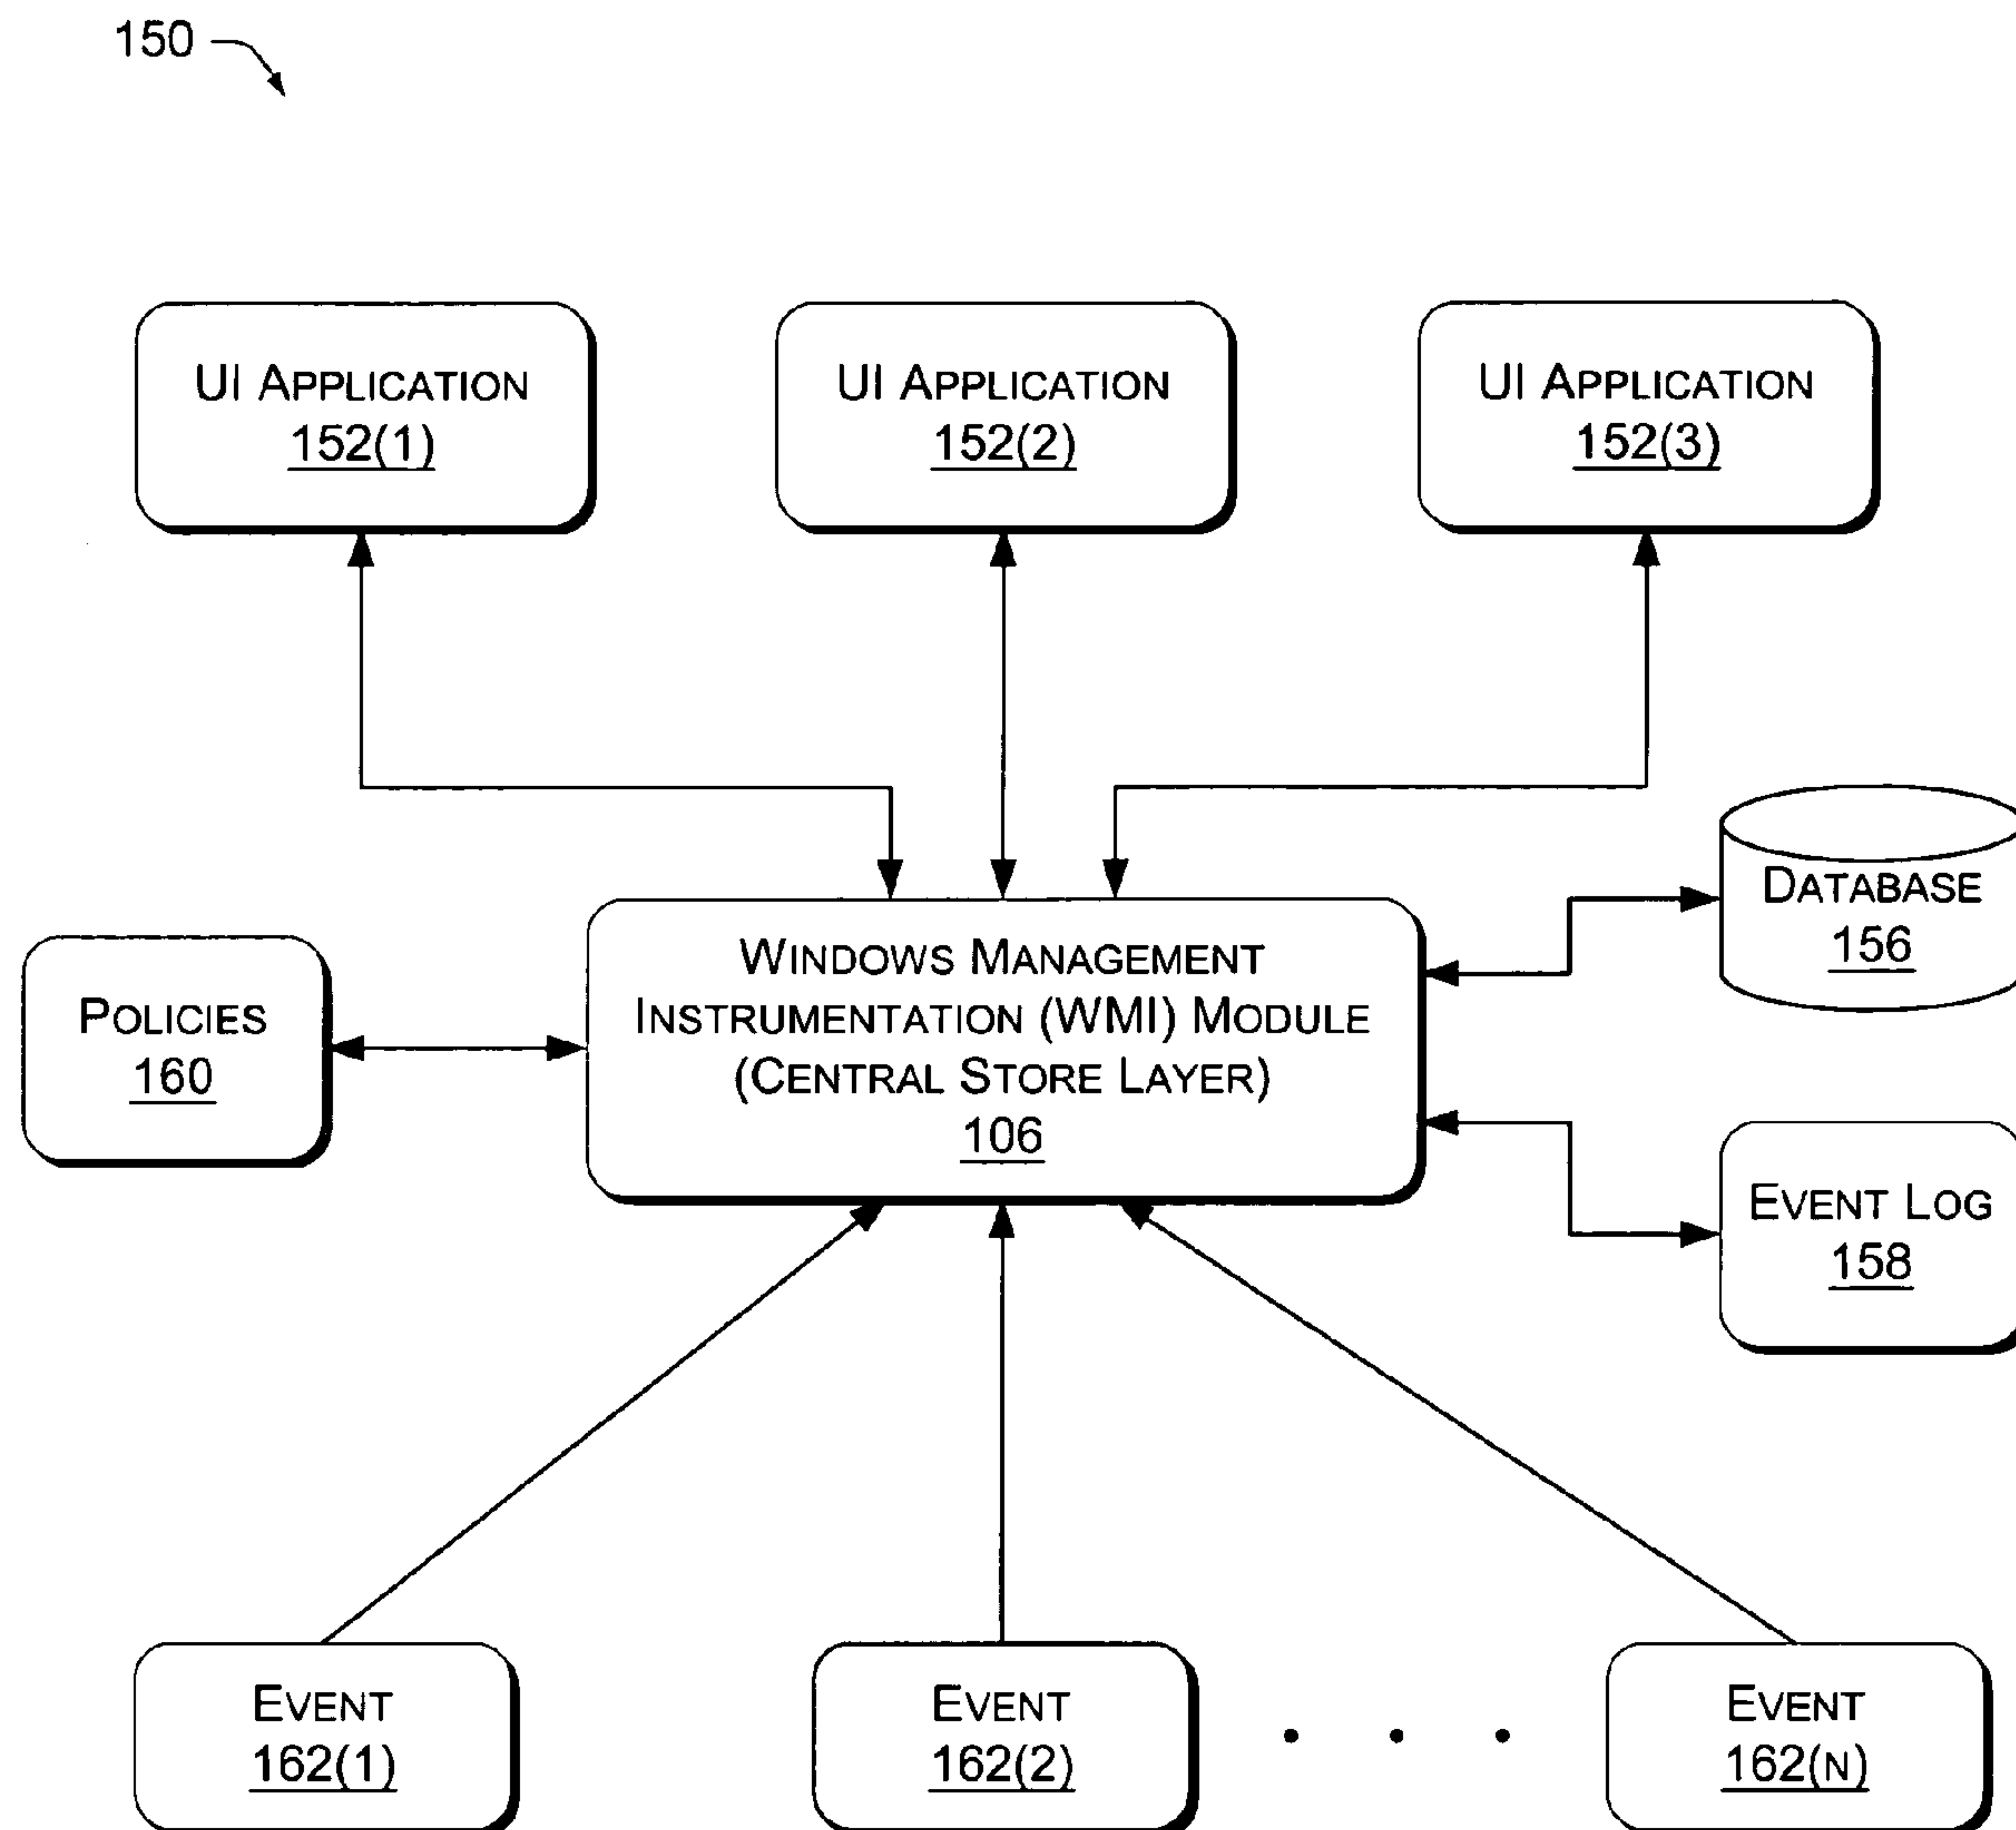 150
UI APPLICATION
152(1)
UI APPLICATION
152(2)
UI APPLICATION
152(3)
DATABASE
156
WINDOWS MANAGEMENT
INSTRUMENTATION (WMI) MODULE
(CENTRAL STORE LAYER)
106
POLICIES
160
EVENT LOG
158
EVENT
162(1)
EVENT
162(2)
. . .
EVENT
162(N)